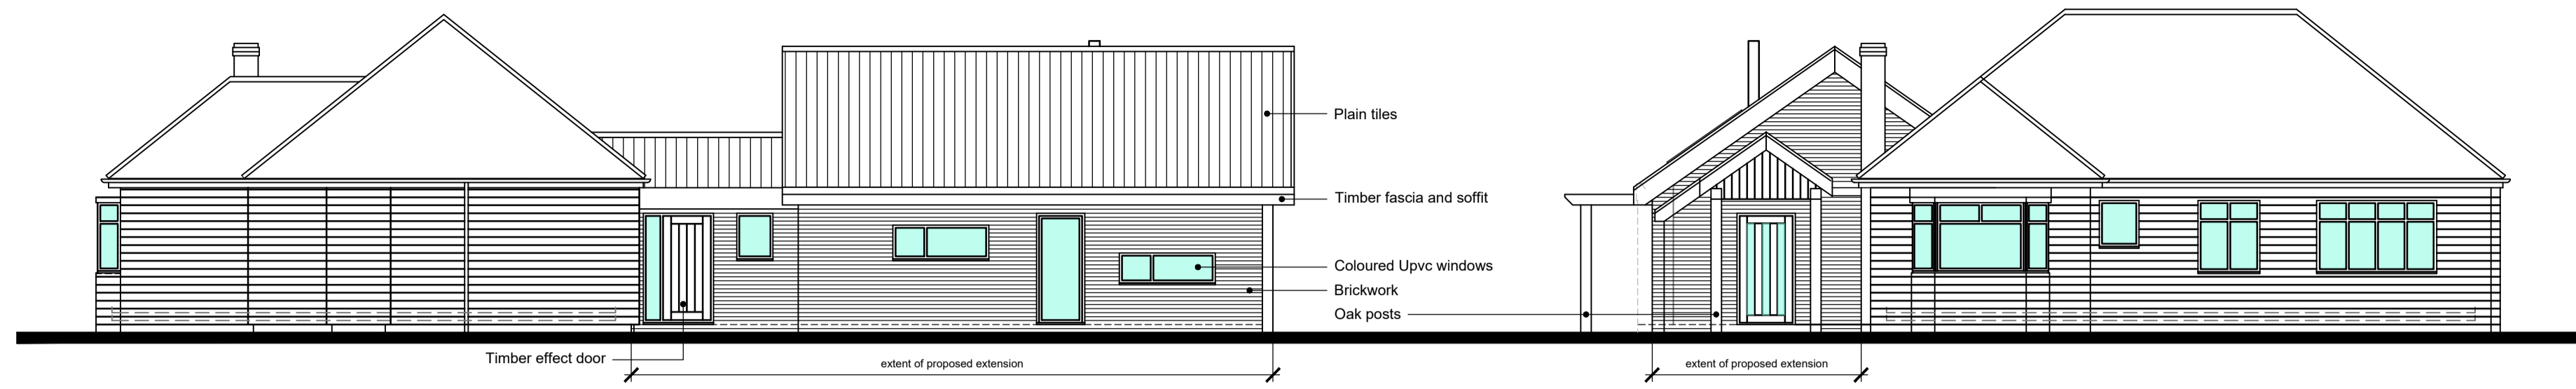 Plain tiles
Timber fascia and soffit
Coloured Upvc windows
Brickwork
Oak posts
Timber effect door
extent of proposed extension
extent of proposed extension